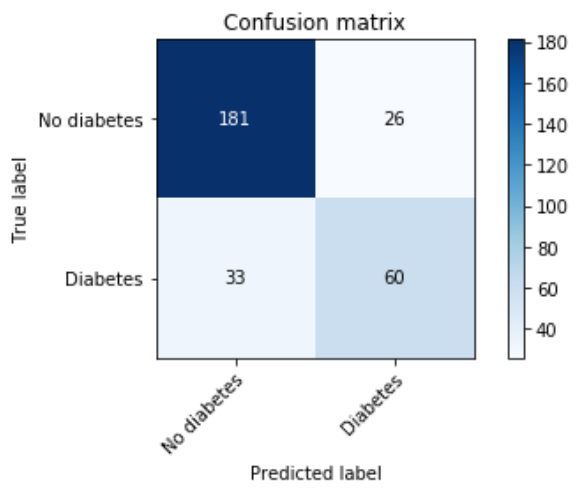 Confusion matrix
True label
No diabetes
Diabetes
181
26
33
60
No diabetes
Diabetes
Predicted label
180
160
140
120
100
80
60
40